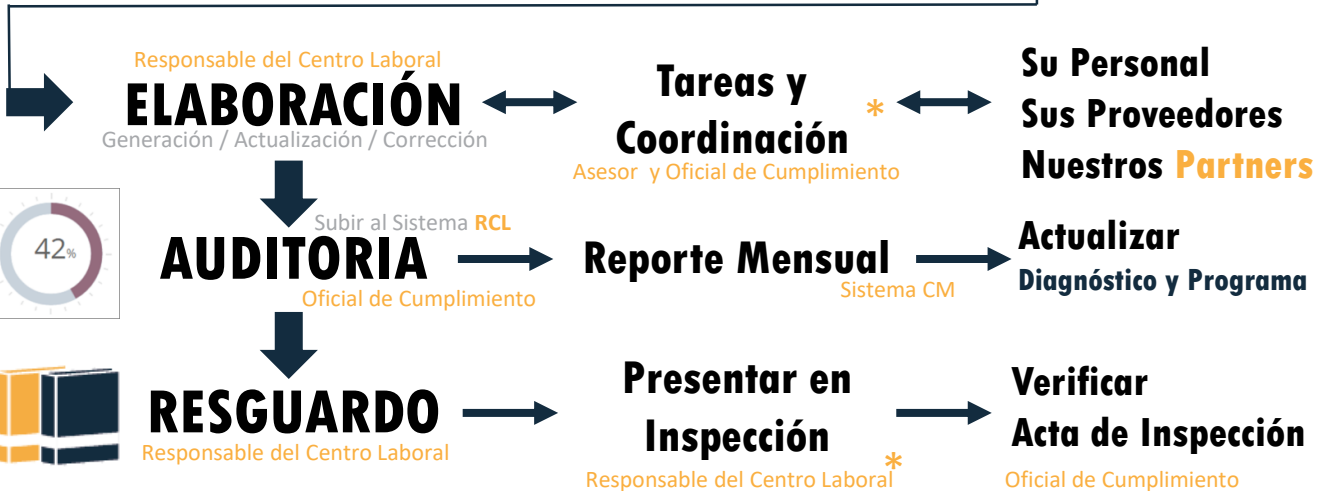 Responsable del Centro Laboral
ELABORACIÓN
Generación / Actualización / Corrección
Tareas y
Coordinación *
Asesor y Oficial de Cumplimiento
Su Personal
Sus Proveedores
Nuestros Partners
42%
Subir al Sistema RCL
AUDITORIA
Oficial de Cumplimiento
Reporte Mensual
Sistema CM
Actualizar
Diagnóstico y Programa
RESGUARDO
Responsable del Centro Laboral
Presentar en
Inspección
Responsable del Centro Laboral *
Verificar
Acta de Inspección
Oficial de Cumplimiento